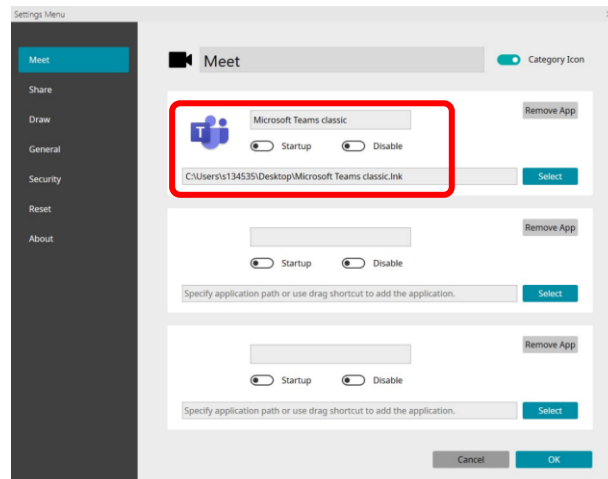 Settings Menu
Meet
Share
Draw
General
Security
Reset
About
Meet
Category Icon
T
Microsoft Teams classic
Remove App
Startup
Disable
C:\Users\s134535\Desktop\Microsoft Teams classic.lnk
Select
Remove App
Startup
Disable
Specify application path or use drag shortcut to add the application.
Select
Remove App
Startup
Disable
Specify application path or use drag shortcut to add the application.
Select
Cancel
OK